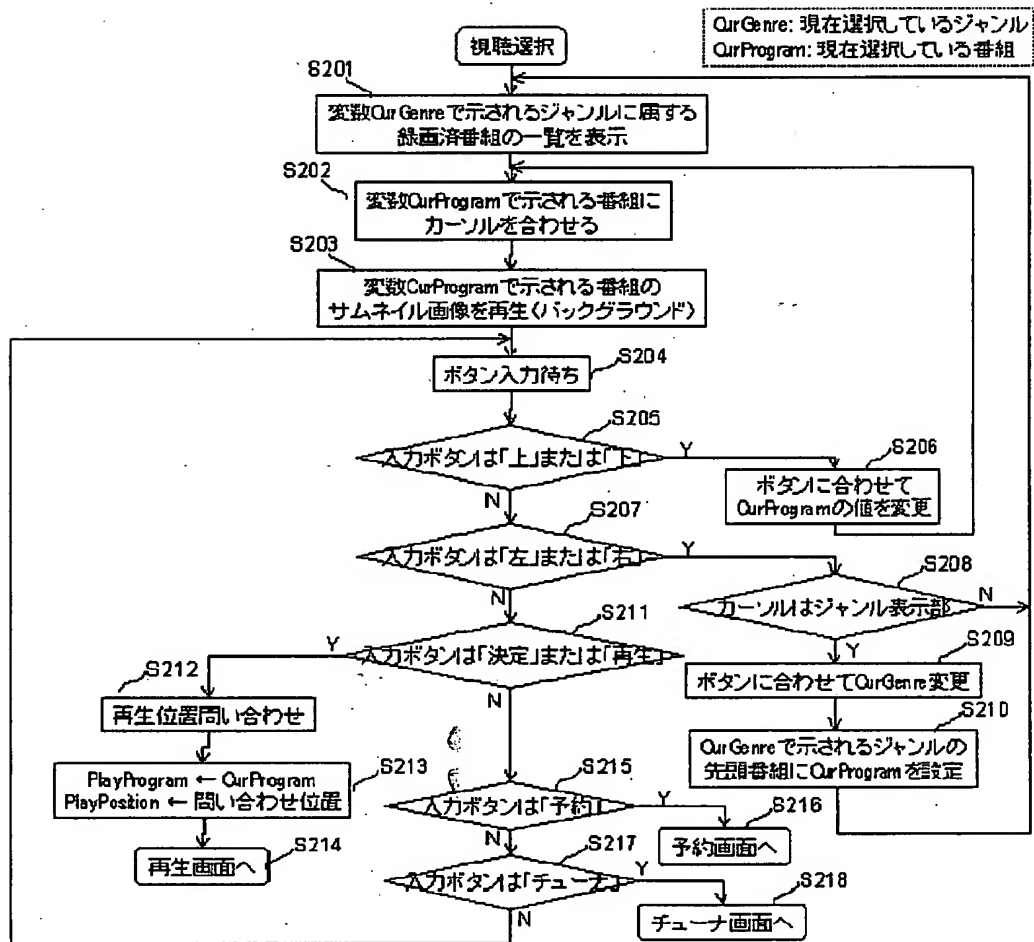 CurGenre: 現在選択しているジャンル
CurProgram: 現在選択している番組
視聴選択
S201
変数CurGenreで示されるジャンルに属する
録画済番組の一覧を表示
S202
変数CurProgramで示される番組に
カーソルを合わせる
S203
変数CurProgramで示される番組の
サムネイル画像を再生(バックグラウンド)
S204
ボタン入力待ち
S205
入力ボタンは「上」または「下」
Y
N
S206
ボタンに合わせて
CurProgramの値を変更
S207
入力ボタンは「左」または「右」
Y
N
S208
カーソルはジャンル表示部
N
Y
S209
ボタンに合わせてCurGenre変更
S210
CurGenreで示されるジャンルの
先頭番組にCurProgramを設定
S211
入力ボタンは「決定」または「再生」
Y
N
S212
再生位置問い合わせ
S213
PlayProgram ← CurProgram
PlayPosition ← 問い合わせ位置
S214
再生画面へ
S215
入力ボタンは「予約」
Y
N
S216
予約画面へ
S217
入力ボタンは「チューナ」
Y
N
S218
チューナ画面へ